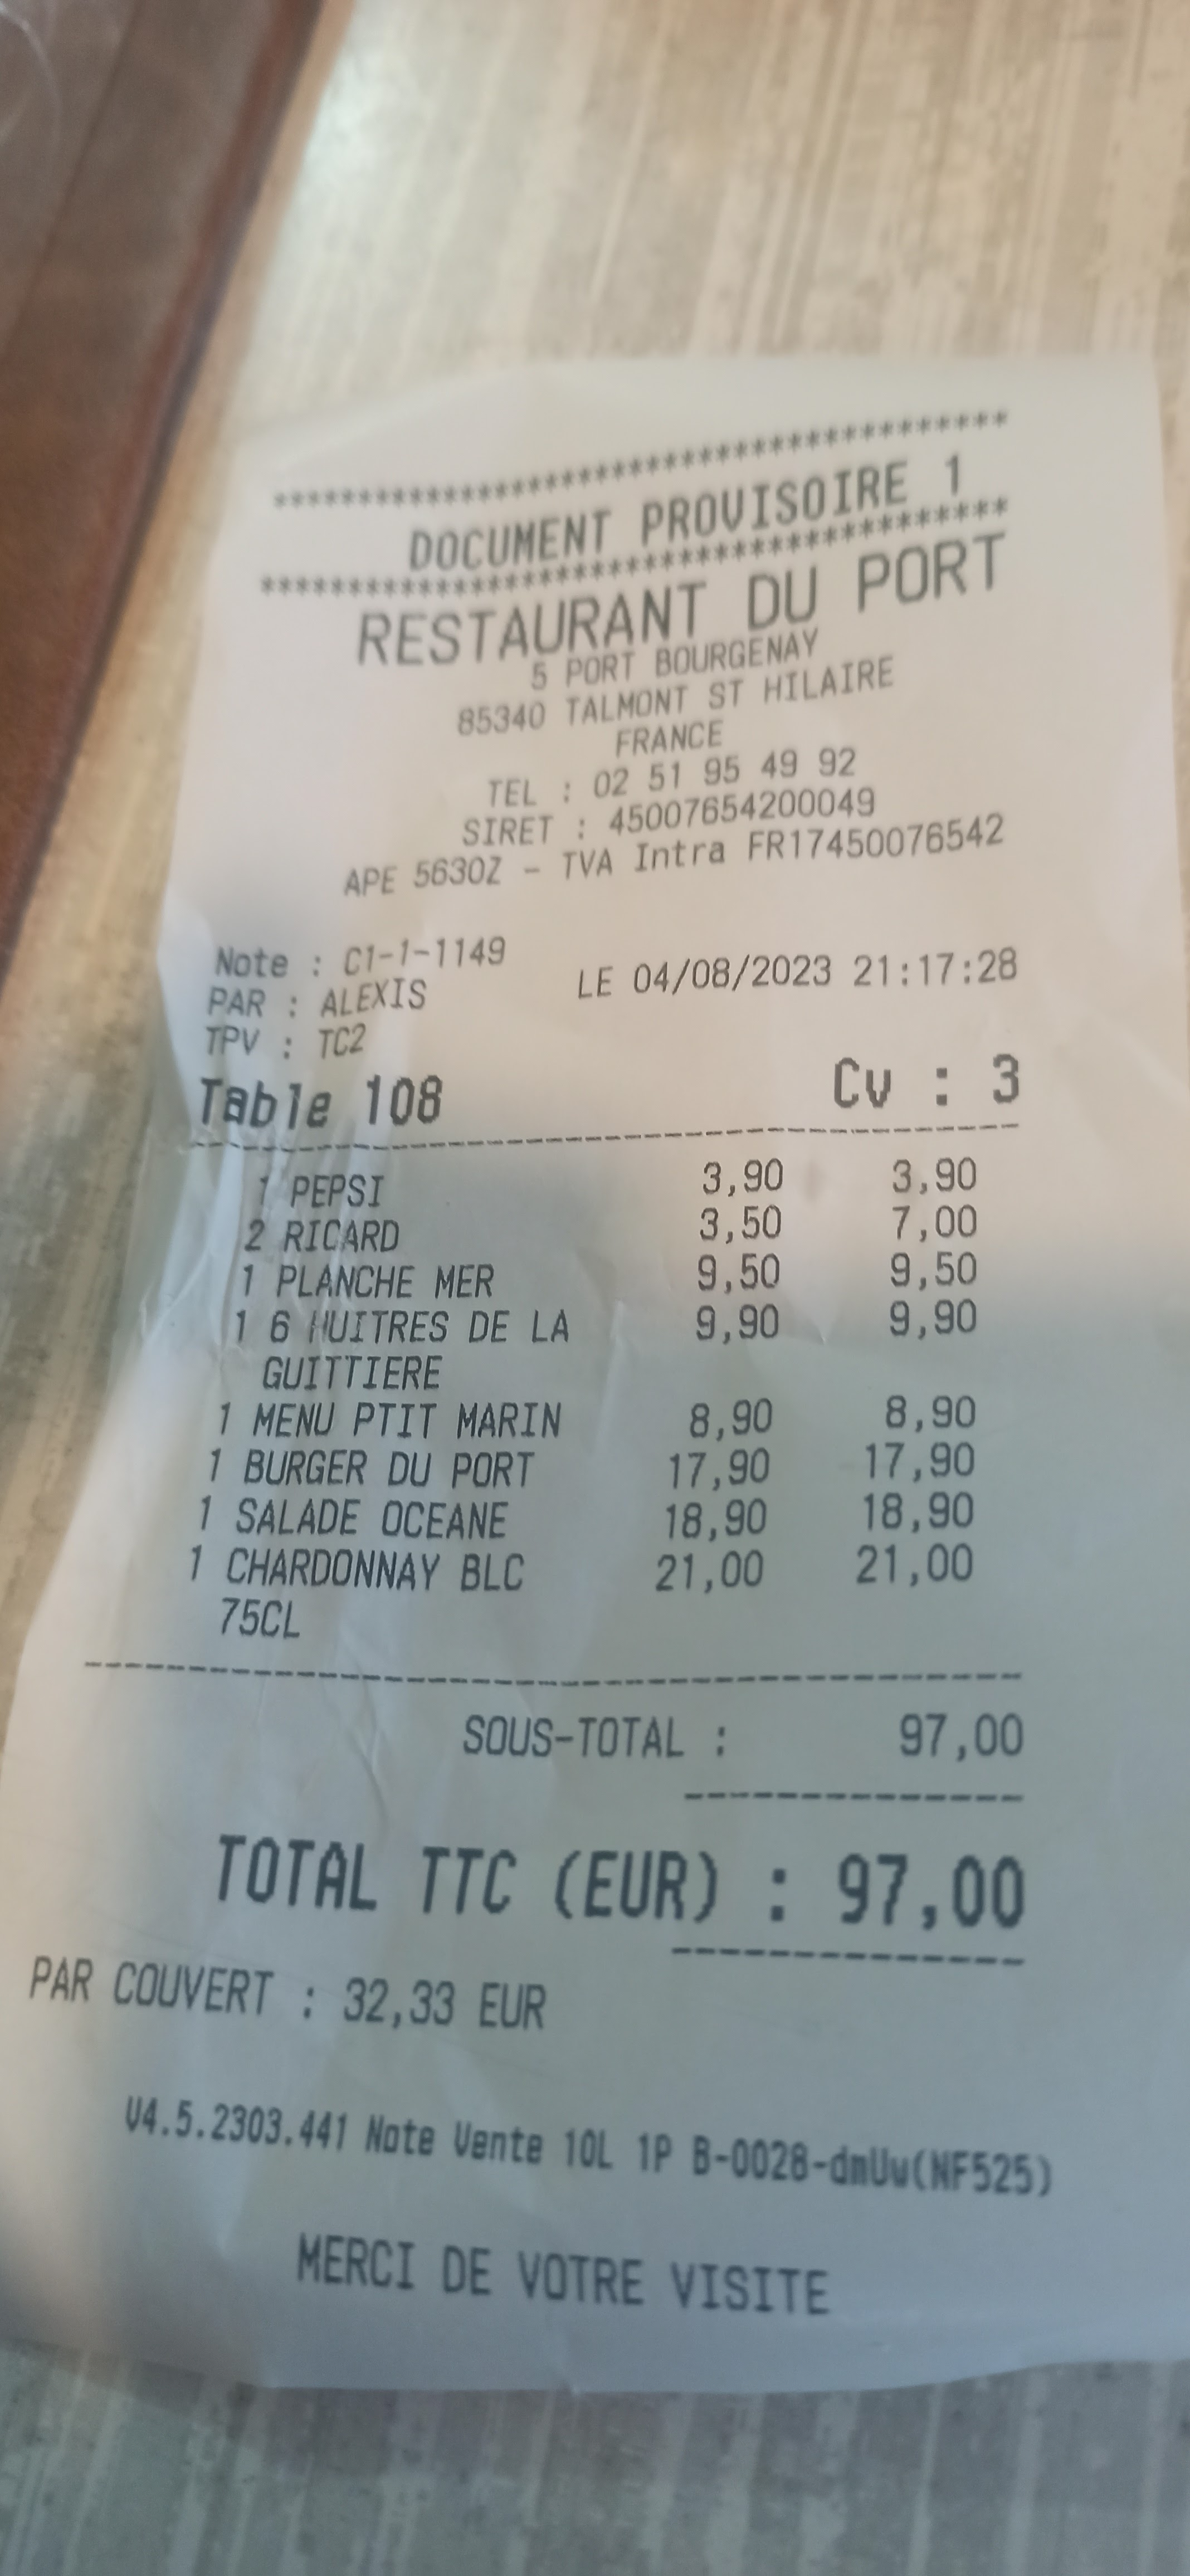 **********************************
DOCUMENT PROVISOIRE 1
**********************************
RESTAURANT DU PORT
5 PORT BOURGENAY
85340 TALMONT ST HILAIRE
FRANCE
TEL : 02 51 95 49 92
SIRET : 45007654200049
APE 5630Z - TVA Intra FR17450076542
Note : C1-1-1149
PAR : ALEXIS LE 04/08/2023 21:17:28
TPV : TC2
Table 108 Cv : 3
1 PEPSI 3,90 3,90
2 RICARD 3,50 7,00
1 PLANCHE MER 9,50 9,50
1 6 HUITRES DE LA 9,90 9,90
GUITTIERE
1 MENU PTIT MARIN 8,90 8,90
1 BURGER DU PORT 17,90 17,90
1 SALADE OCEANE 18,90 18,90
1 CHARDONNAY BLC 21,00 21,00
75CL
SOUS-TOTAL : 97,00
TOTAL TTC (EUR) : 97,00
PAR COUVERT : 32,33 EUR
V4.5.2303.441 Note Vente 10L 1P B-0028-dmUw(NF525)
MERCI DE VOTRE VISITE